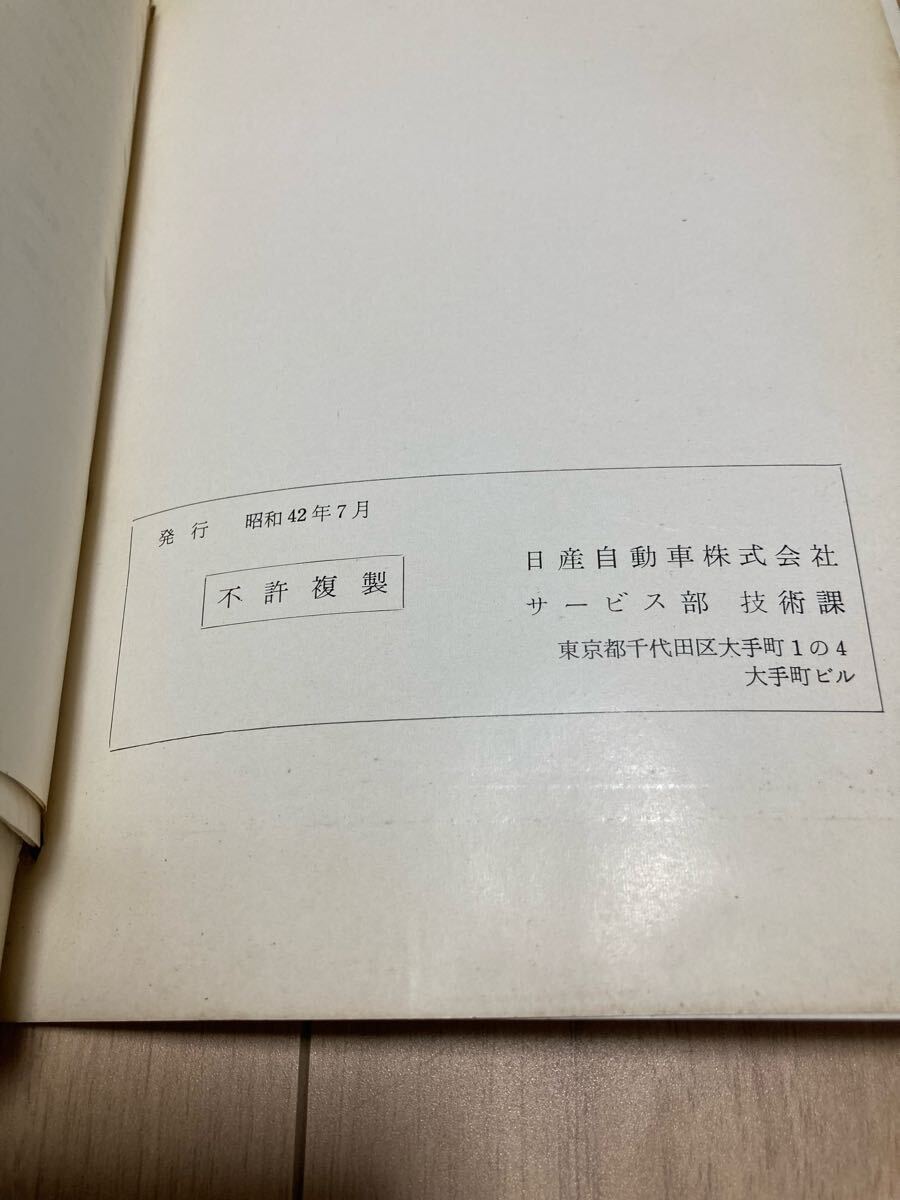 発行 昭和42年7月
不許複製
日産自動車株式会社
サービス部 技術課
東京都千代田区大手町1の4
大手町ビル